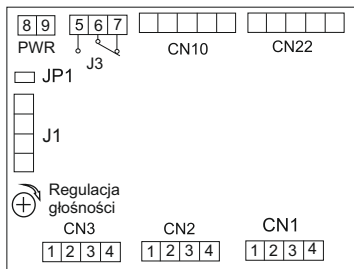 8 9 5 6 7
PWR J3 CN10 CN22
JP1
J1
Regulacja
głośności
CN3 CN2 CN1
1 2 3 4 1 2 3 4 1 2 3 4